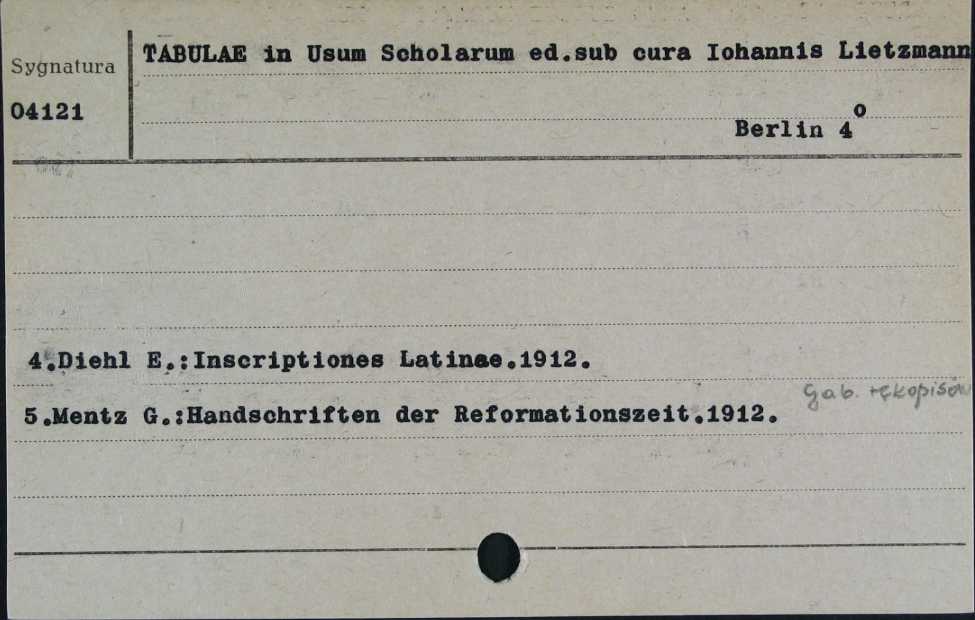 TABULAE in Usum Scholarum ed.sub cura Iohannis Lietzmann
Sygnatura
04121
Berlin 4o
4.Diehl E.:Inscriptiones Latinae.1912.
Gab. rękopisów
5.Mentz G.:Handschriften der Reformationszeit.1912.